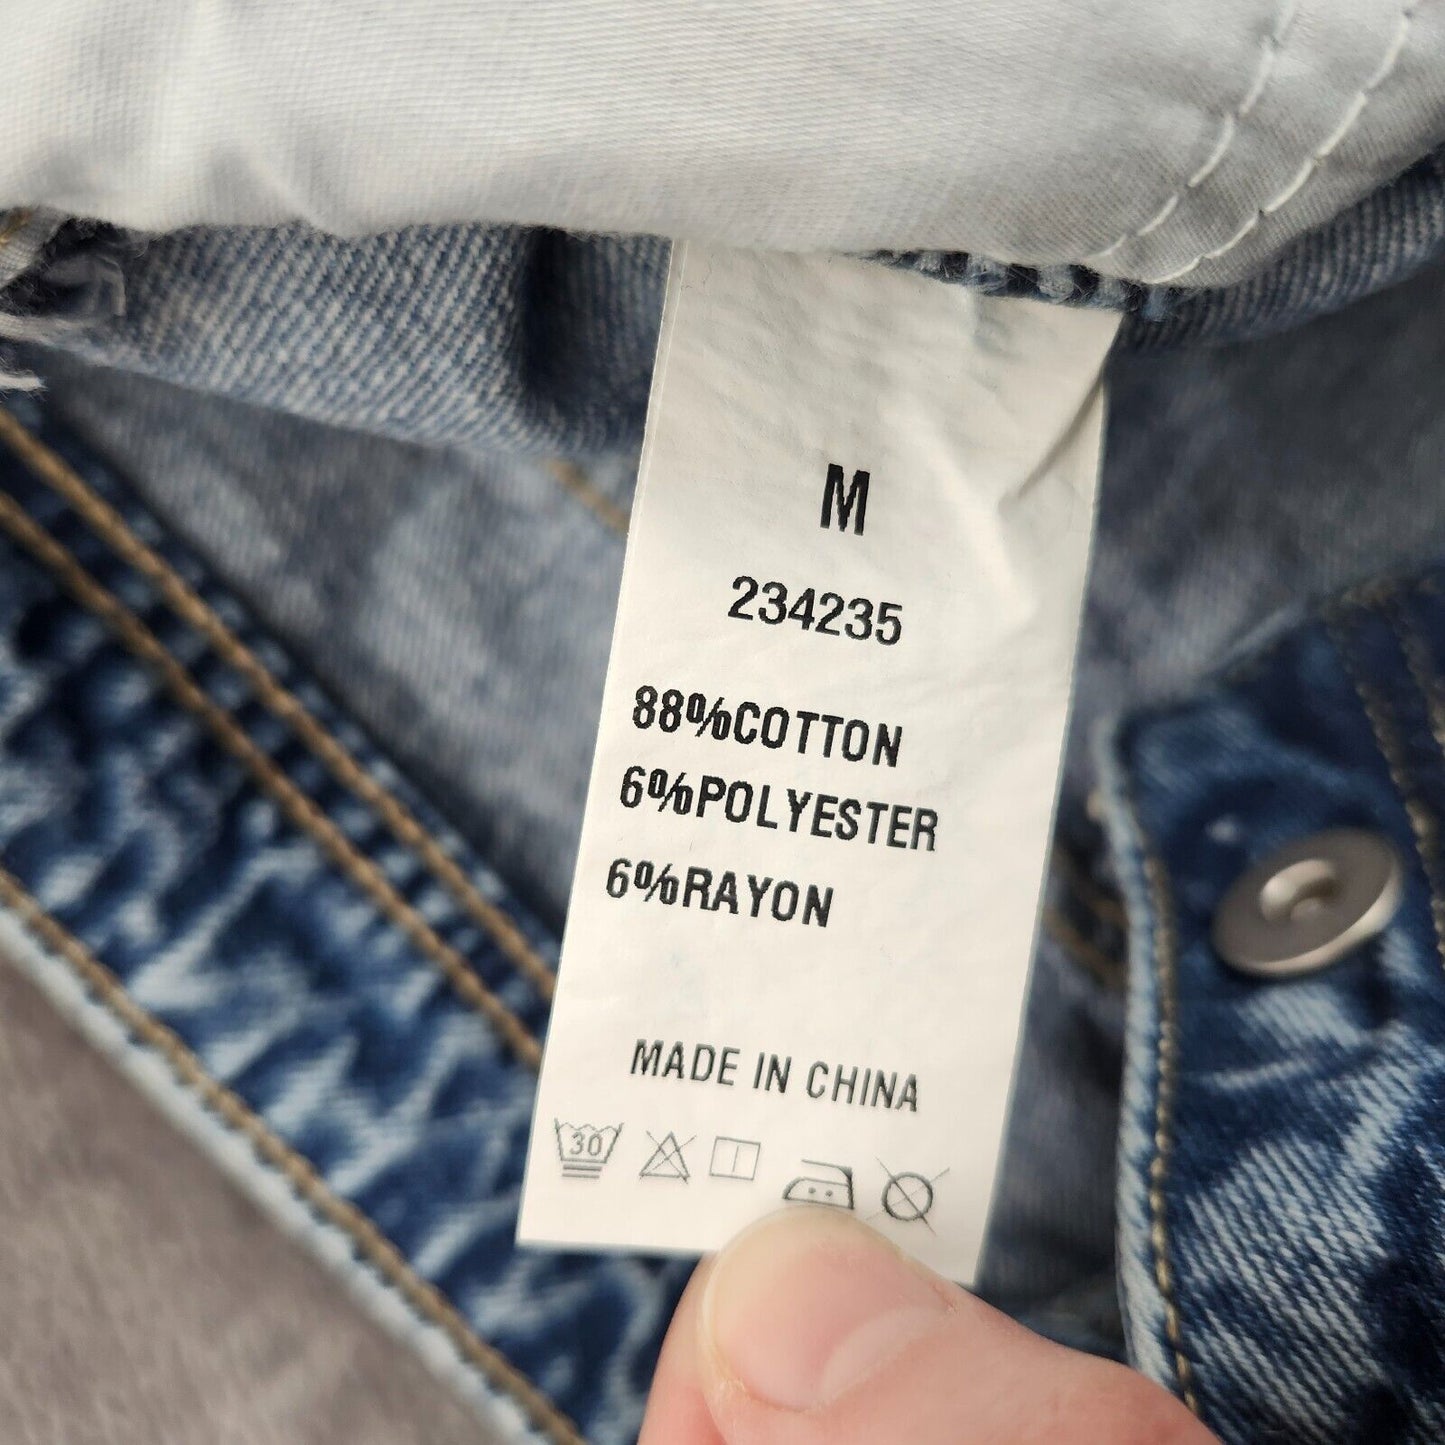 M
234235
88%COTTON
6%POLYESTER
6%RAYON
MADE IN CHINA
30